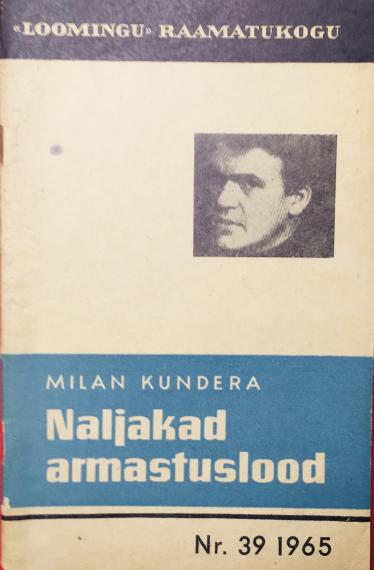 «LOOMINGU» RAAMATUKOGU
MILAN KUNDERA
Naljakad
armastuslood
Nr. 39 1965